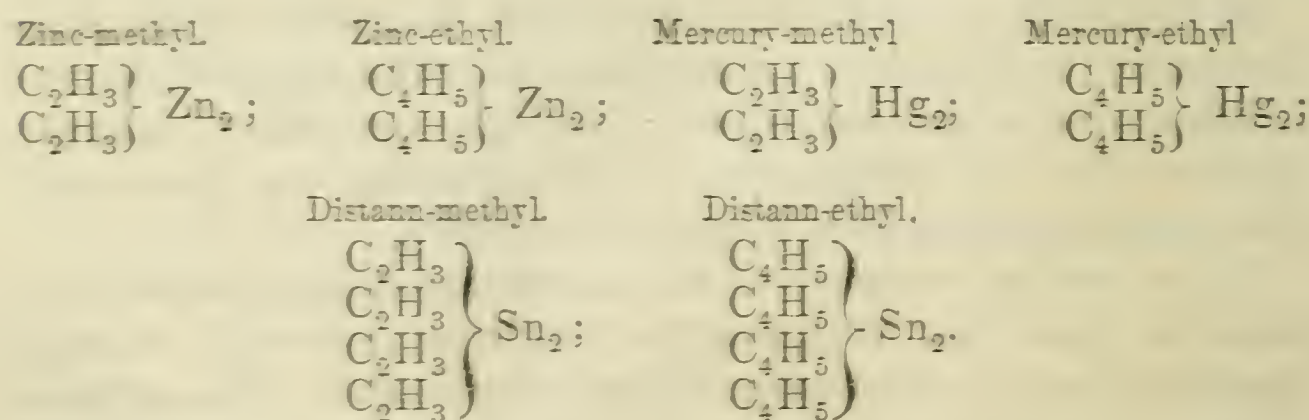 Zinc-methyl. Zinc-ethyl. Mercury-methyl Mercury-ethyl
C₂H₃ C₄H₅ C₂H₃ C₄H₅
} Zn₂; } Zn₂; } Hg₂; } Hg₂;
C₂H₃ C₄H₅ C₂H₃ C₄H₅
Distann-methyl. Distann-ethyl.
C₂H₃ C₄H₅
C₂H₃ C₄H₅
} Sn₂; } Sn₂.
C₂H₃ C₄H₅
C₂H₃ C₄H₅